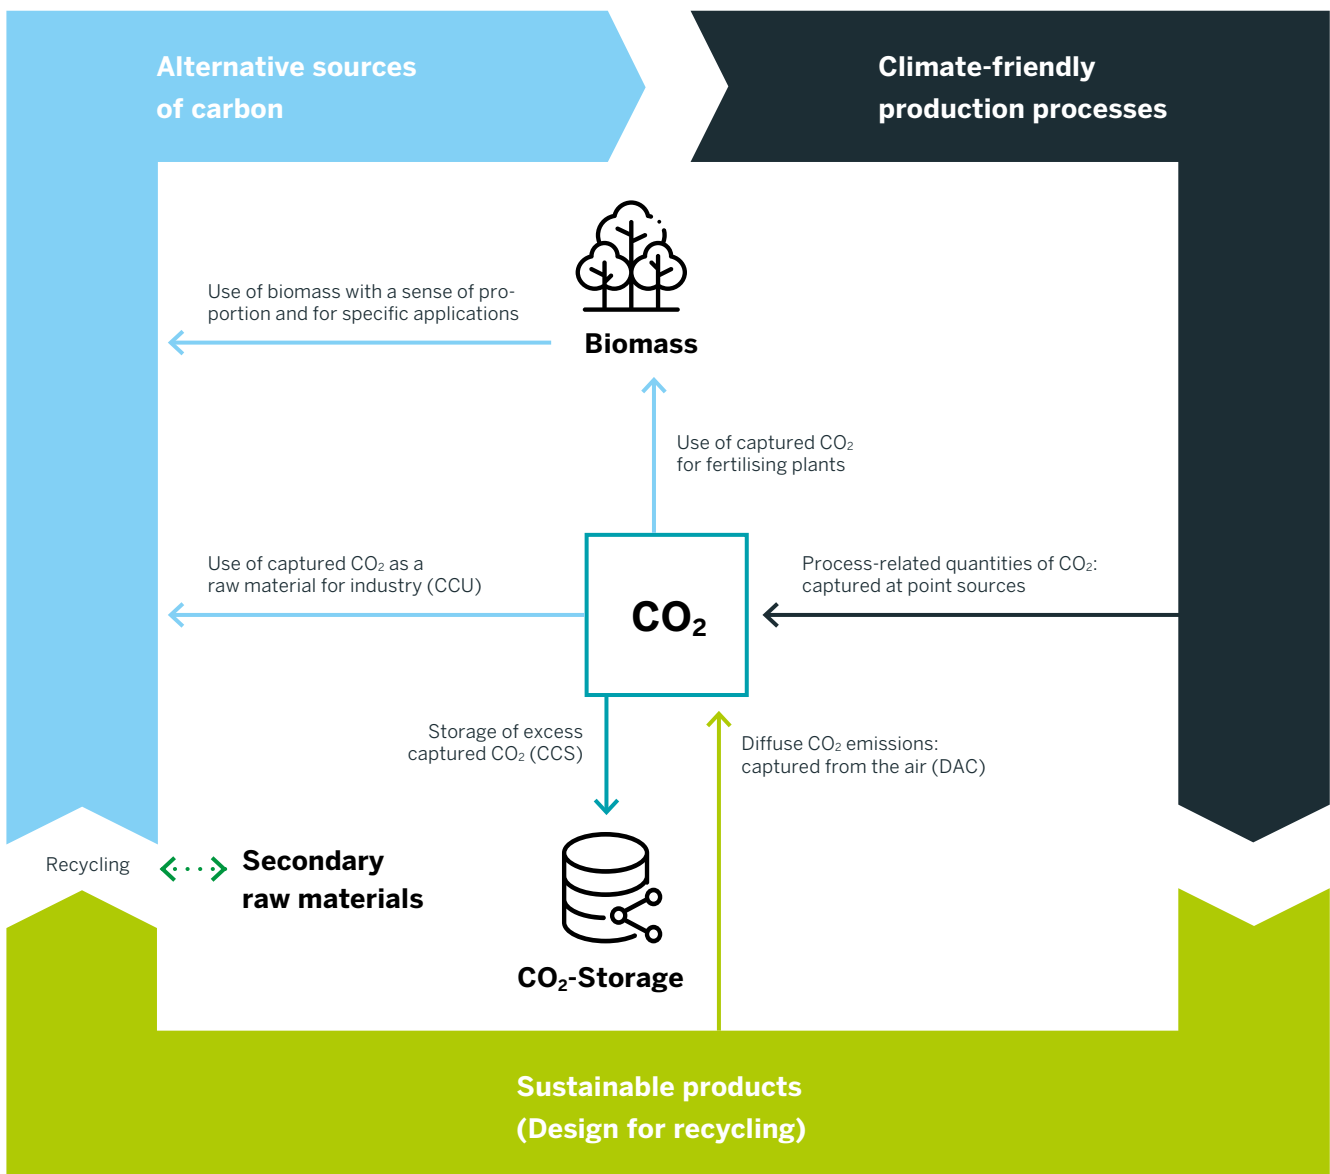 Alternative sources
of carbon
Climate-friendly
production processes
Use of biomass with a sense of pro-
portion and for specific applications
Biomass
Use of captured CO₂
for fertilising plants
Use of captured CO₂ as a
raw material for industry (CCU)
CO₂
Process-related quantities of CO₂:
captured at point sources
Storage of excess
captured CO₂ (CCS)
Diffuse CO₂ emissions:
captured from the air (DAC)
Recycling
Secondary
raw materials
CO₂-Storage
Sustainable products
(Design for recycling)